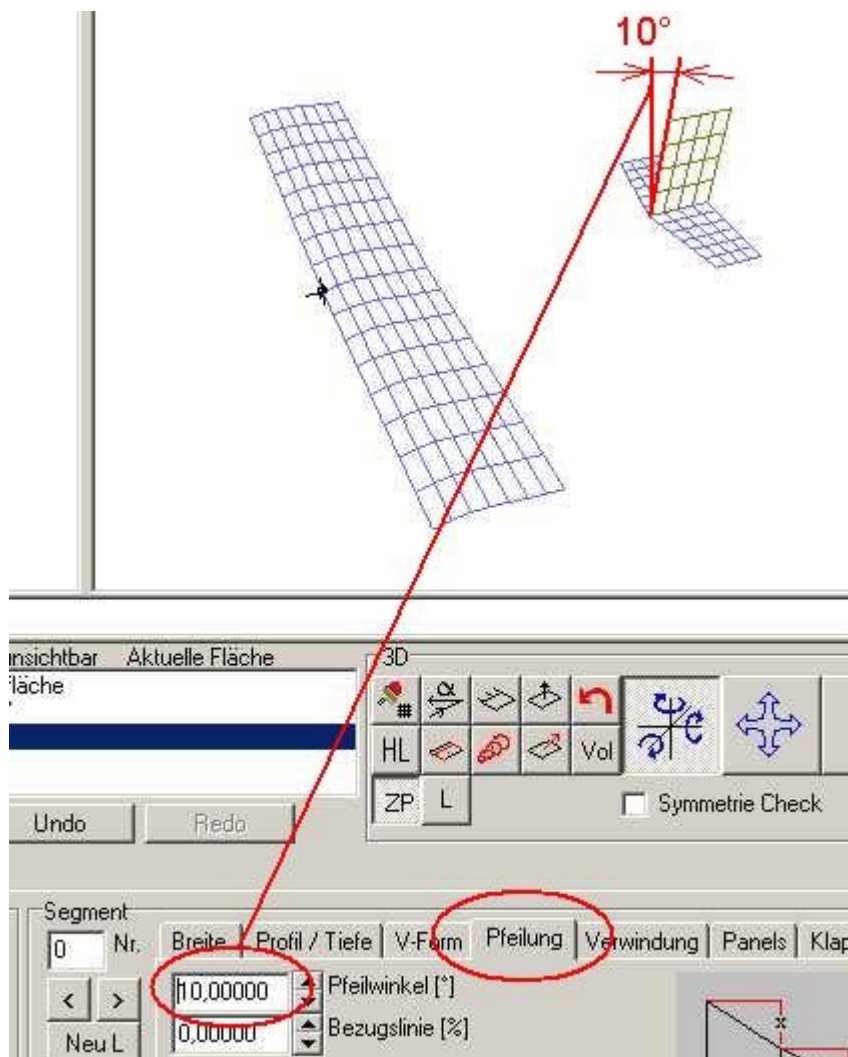 10°
nsichtbar Aktuelle Fläche
läche
3D
α
#
HL
Vol
ZP L
Symmetrie Check
Undo Redo
Segment
0 Nr.
Breite Profil / Tiefe V-Form Pfeilung Verwindung Panels Klap
10,00000 Pfeilwinkel [°]
< >
0,00000 Bezugslinie [%]
Neu L
x